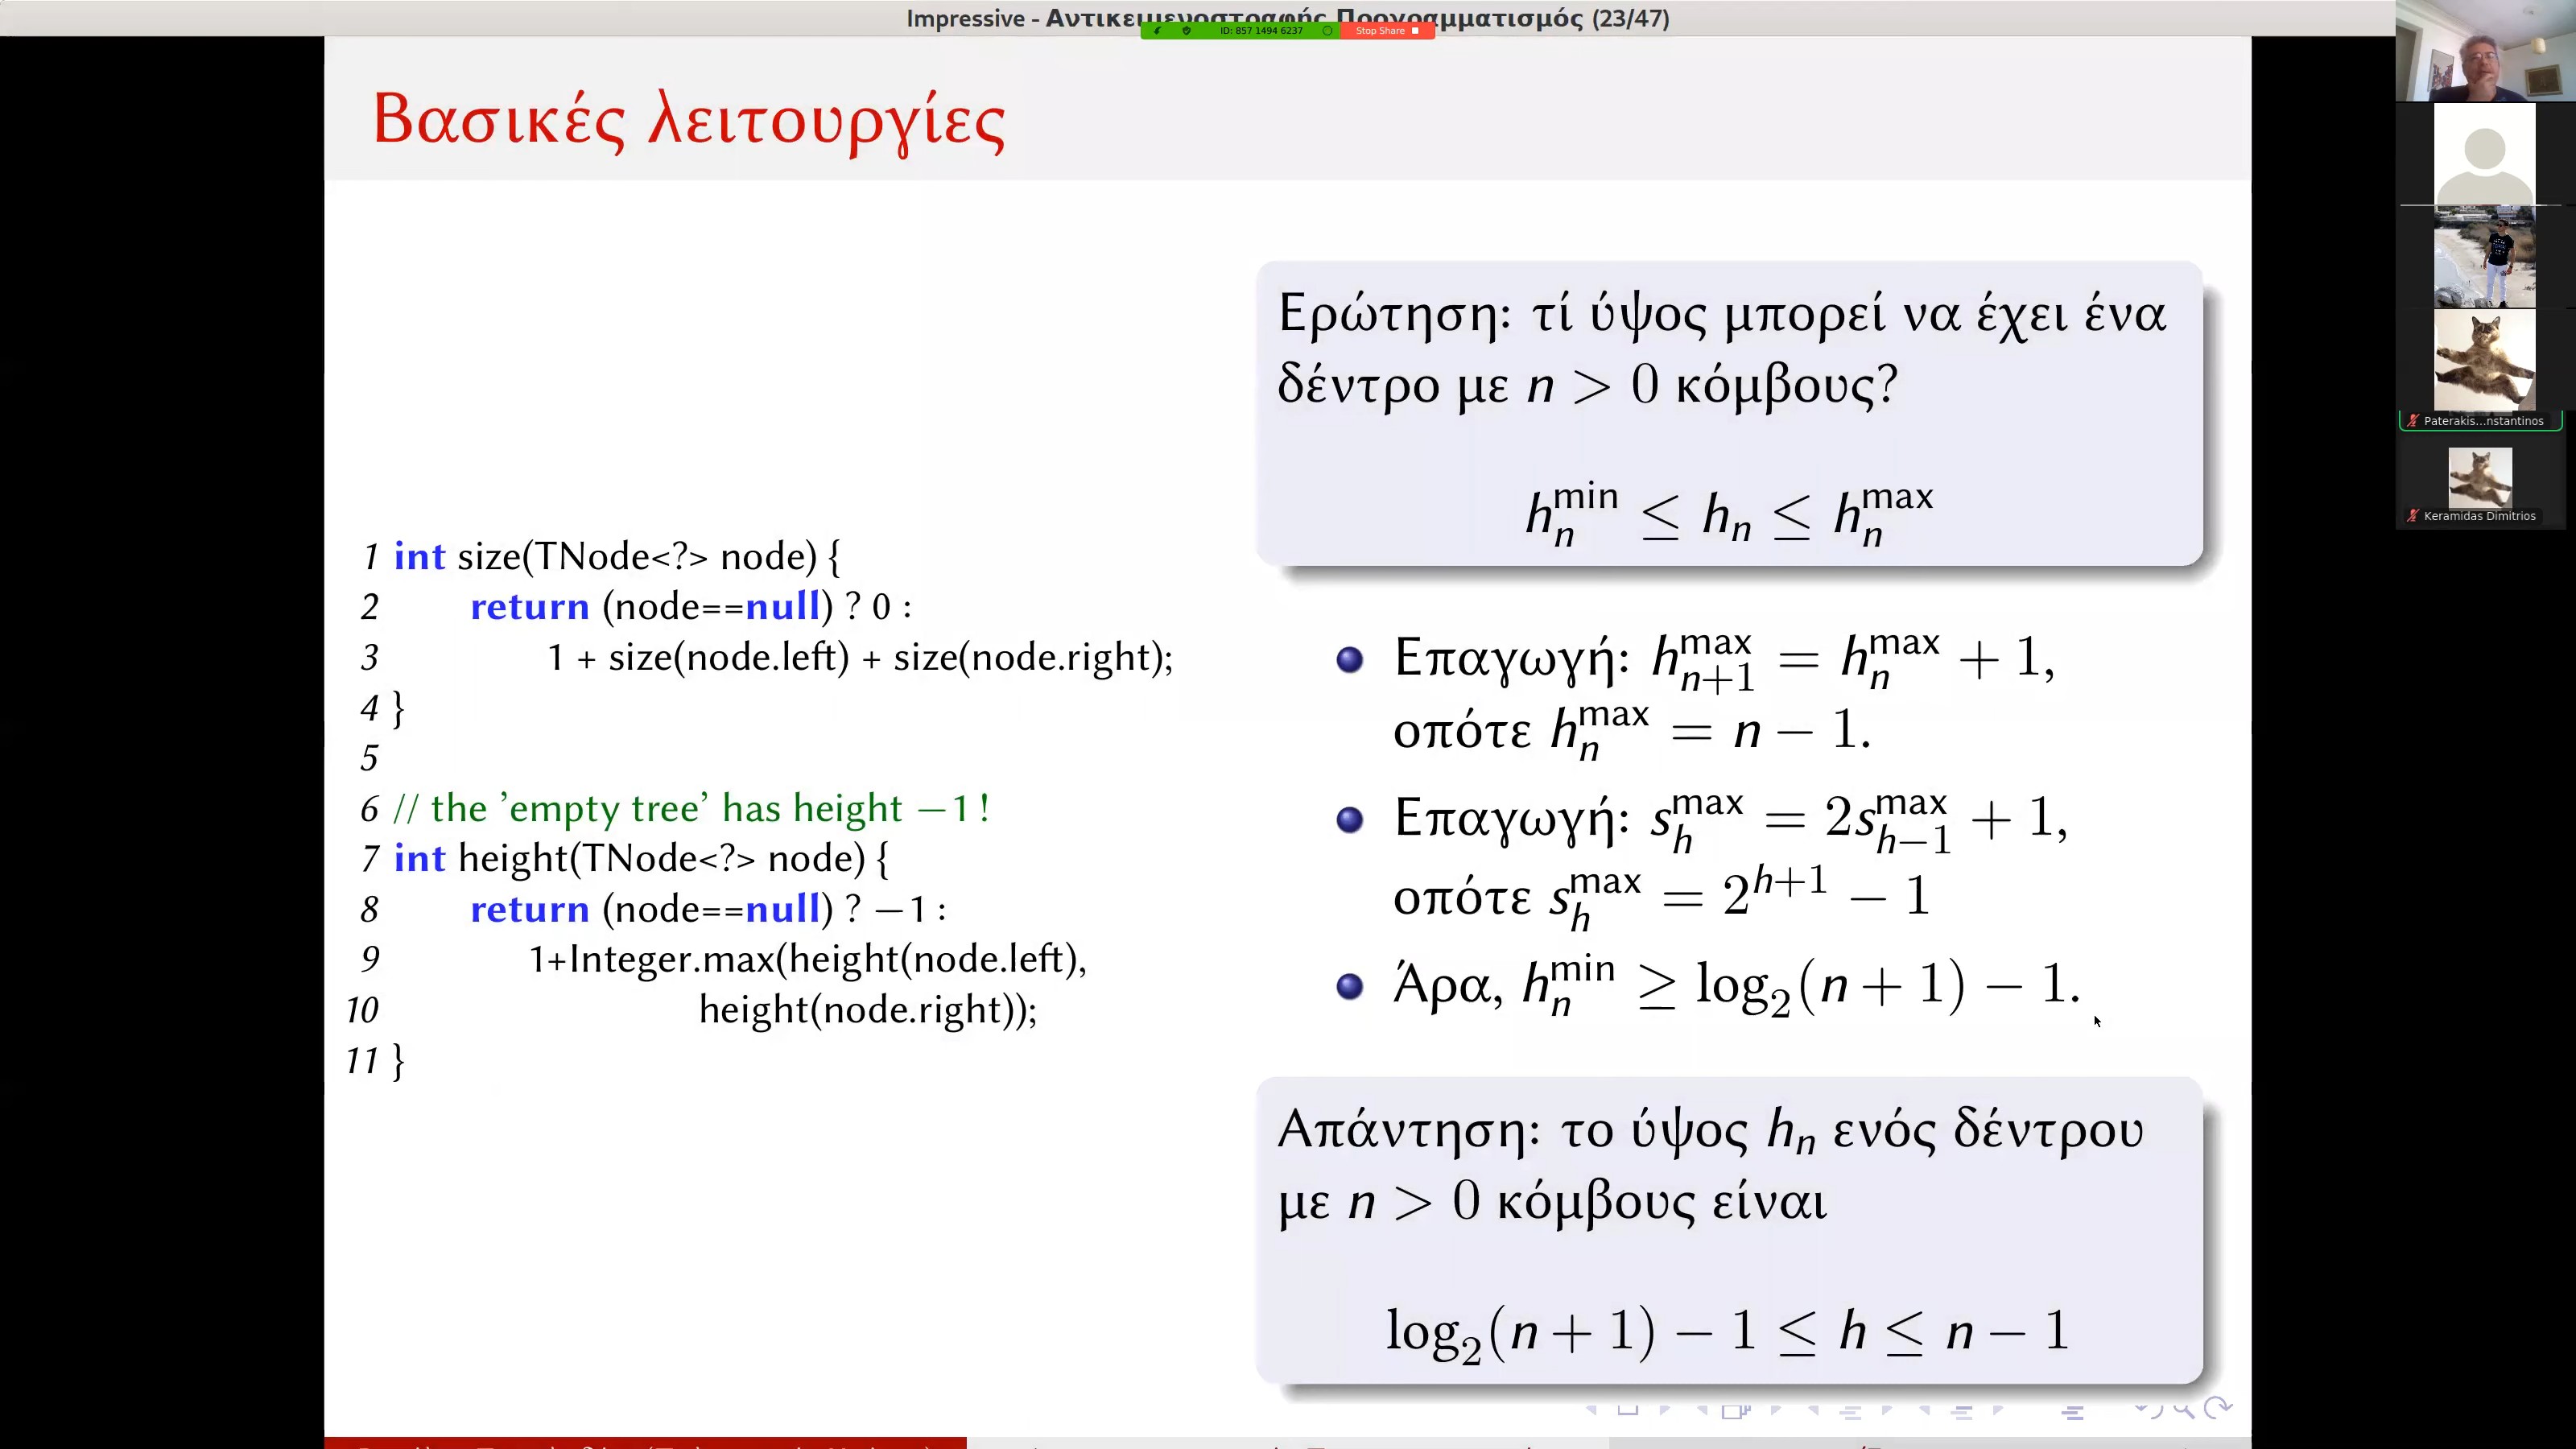 Impressive - Αντικειμενοστραφής Προγραμματισμός (23/47)
ID: 857 1494 6237
Stop Share
Βασικές λειτουργίες
1 int size(TNode<?> node) {
2 return (node==null) ? 0 :
3 1 + size(node.left) + size(node.right);
4 }
5
6 // the 'empty tree' has height −1 !
7 int height(TNode<?> node) {
8 return (node==null) ? −1 :
9 1+Integer.max(height(node.left),
10 height(node.right));
11 }
Ερώτηση: τί ύψος μπορεί να έχει ένα
δέντρο με n > 0 κόμβους?
h_n^min ≤ h_n ≤ h_n^max
Επαγωγή: h_{n+1}^max = h_n^max + 1,
οπότε h_n^max = n − 1.
Επαγωγή: s_h^max = 2s_{h−1}^max + 1,
οπότε s_h^max = 2^{h+1} − 1
Άρα, h_n^min ≥ log_2(n + 1) − 1.
Απάντηση: το ύψος h_n ενός δέντρου
με n > 0 κόμβους είναι
log_2(n + 1) − 1 ≤ h ≤ n − 1
Paterakis...nstantinos
Keramidas Dimitrios